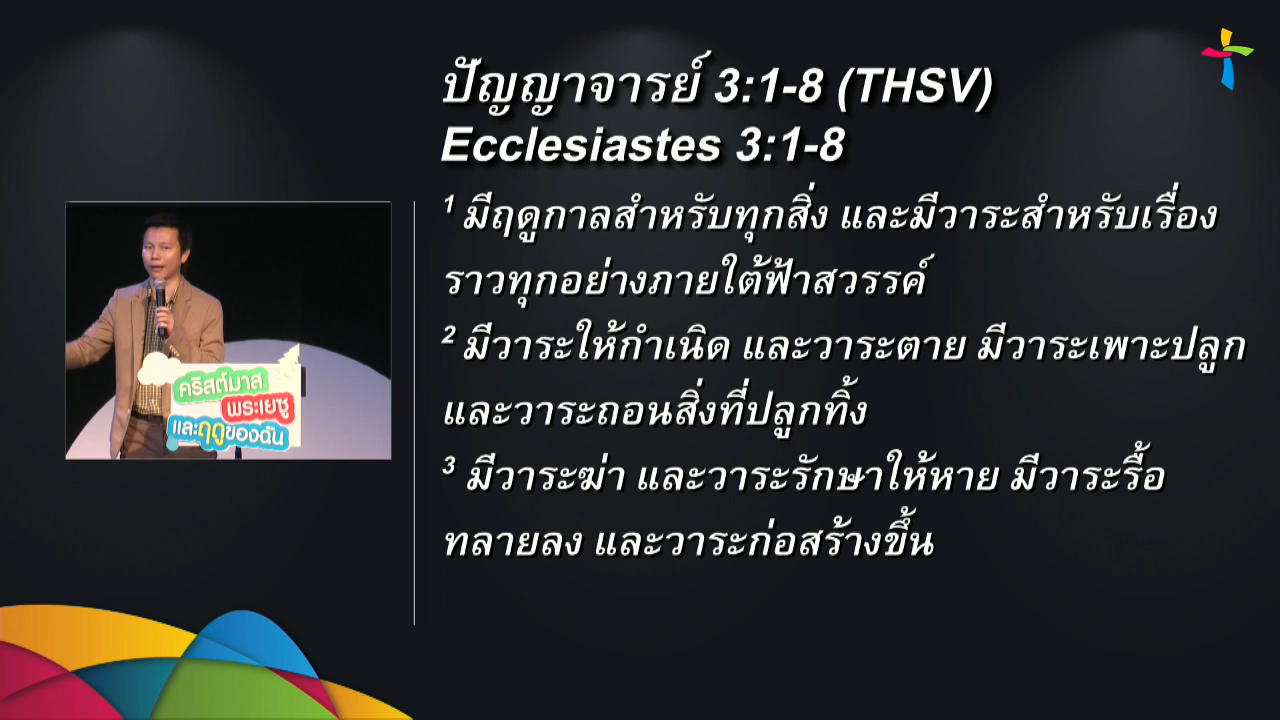 ปัญญาจารย์ 3:1-8 (THSV)
Ecclesiastes 3:1-8
1 มีฤดูกาลสำหรับทุกสิ่ง และมีวาระสำหรับเรื่อง
ราวทุกอย่างภายใต้ฟ้าสวรรค์
2 มีวาระให้กำเนิด และวาระตาย มีวาระเพาะปลูก
และวาระถอนสิ่งที่ปลูกทิ้ง
3 มีวาระฆ่า และวาระรักษาให้หาย มีวาระรื้อ
ทลายลง และวาระก่อสร้างขึ้น
คริสต์มาส
พระเยซู
และฤดูของฉัน